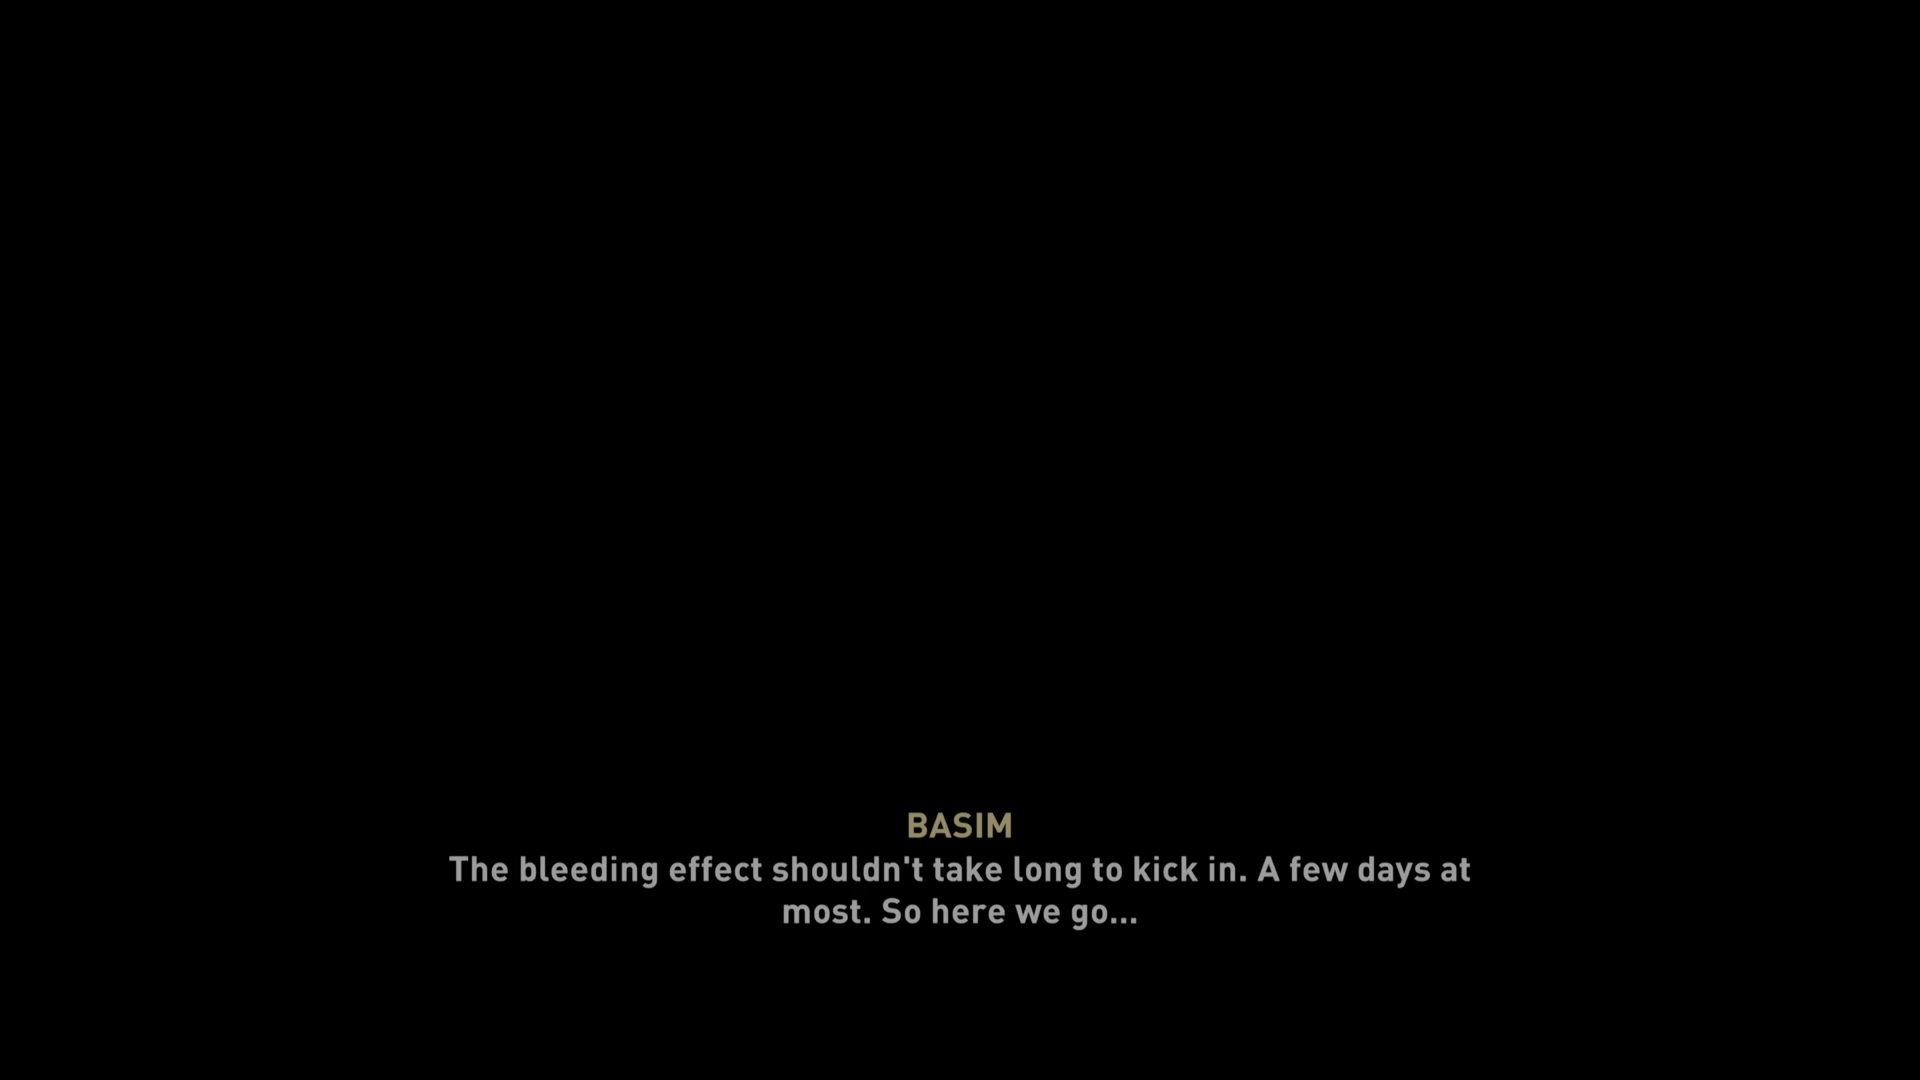 BASIM
The bleeding effect shouldn't take long to kick in. A few days at
most. So here we go...